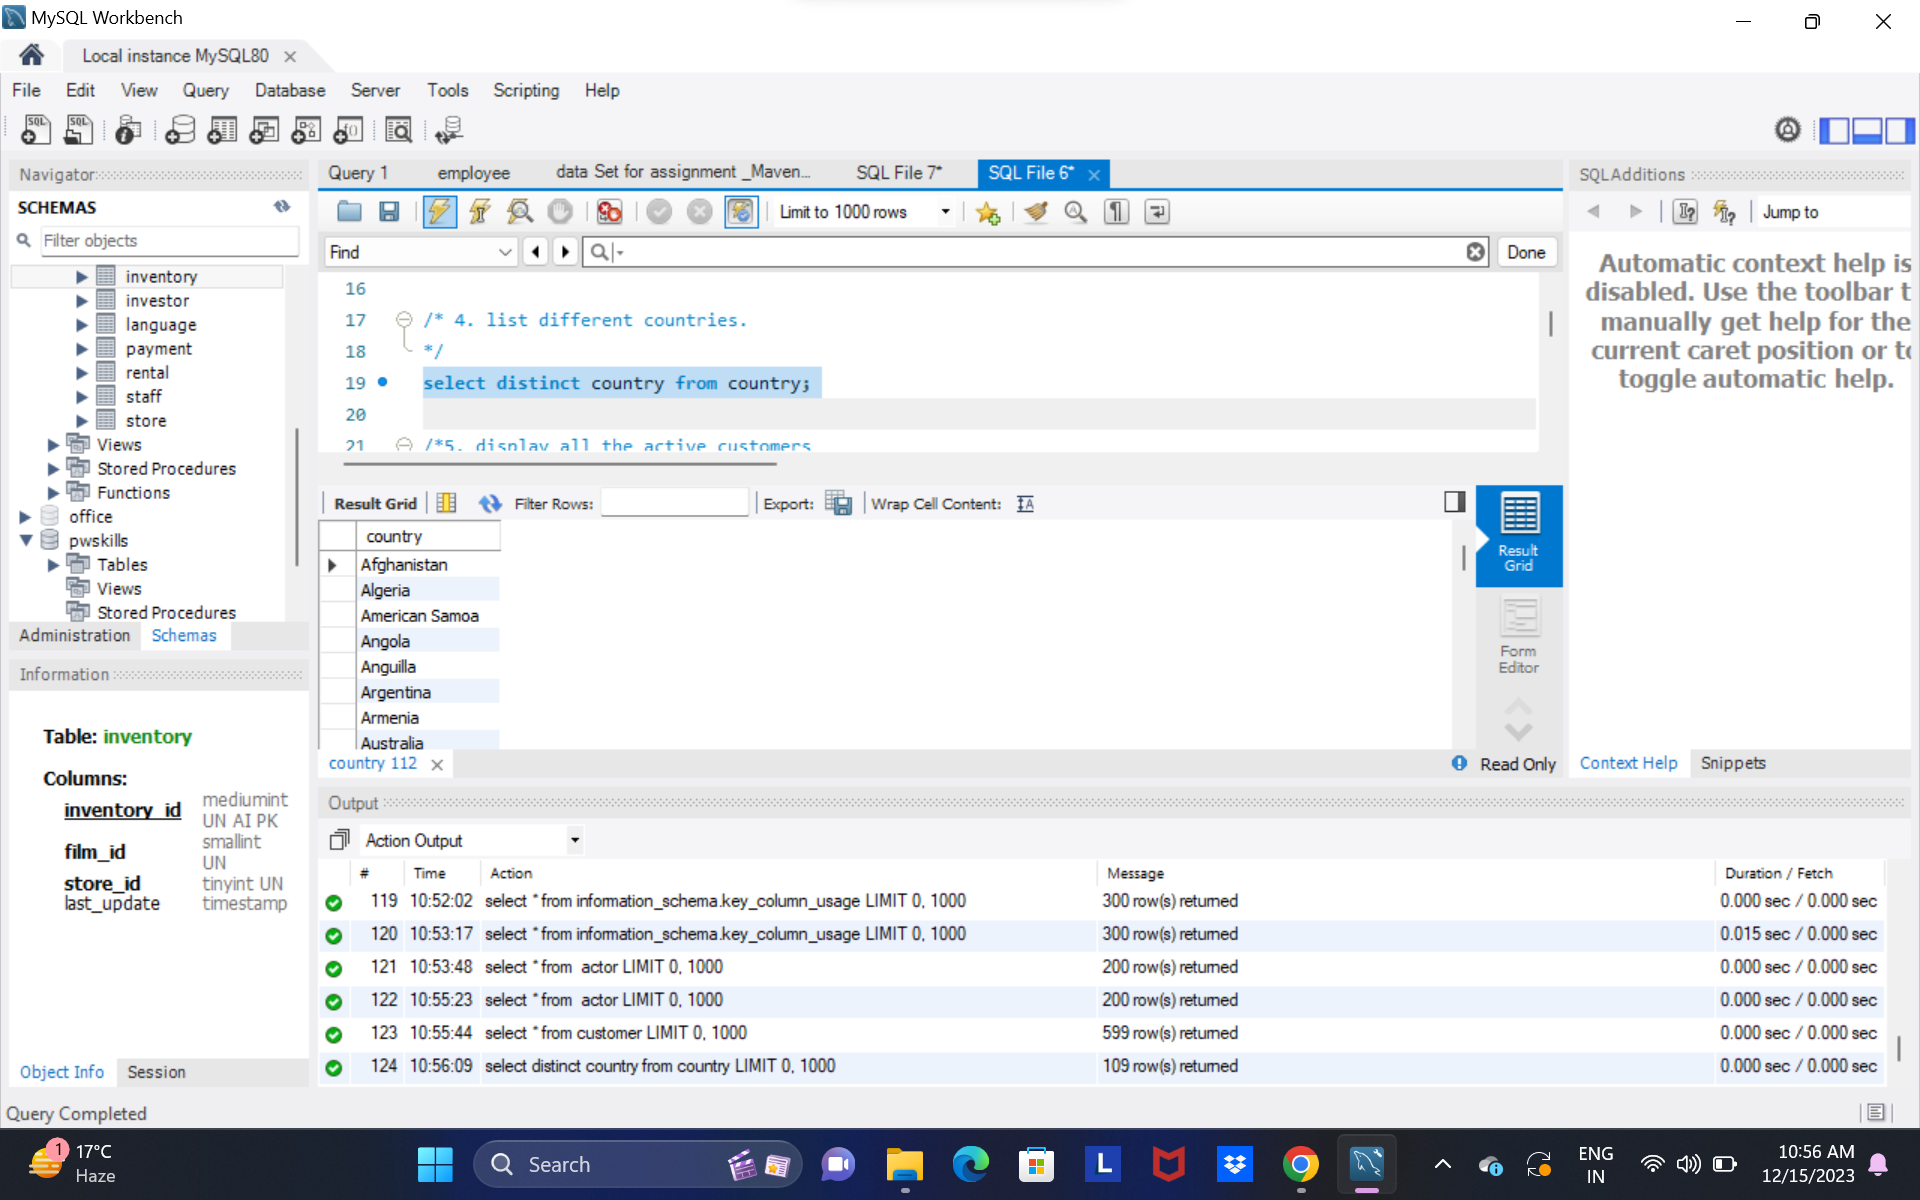 MySQL Workbench
Local instance MySQL80
File Edit View Query Database Server Tools Scripting Help
Navigator
SCHEMAS
Filter objects
inventory
investor
language
payment
rental
staff
store
Views
Stored Procedures
Functions
office
pwskills
Tables
Views
Stored Procedures
Administration Schemas
Information
Table: inventory
Columns:
inventory_id mediumint
UN AI PK
film_id smallint
UN
store_id tinyint UN
last_update timestamp
Object Info Session
Query Completed
Query 1 employee data Set for assignment _Maven... SQL File 7* SQL File 6*
Limit to 1000 rows
Find Done
16
17 /* 4. list different countries.
18 */
19 select distinct country from country;
20
21 /*5. display all the active customers
Result Grid Filter Rows: Export: Wrap Cell Content:
country
Afghanistan
Algeria
American Samoa
Angola
Anguilla
Argentina
Armenia
Australia
Result
Grid
Form
Editor
country 112 Read Only
SQLAdditions
Jump to
Automatic context help is
disabled. Use the toolbar t
manually get help for the
current caret position or to
toggle automatic help.
Context Help Snippets
Output
Action Output
# Time Action Message Duration / Fetch
119 10:52:02 select * from information_schema.key_column_usage LIMIT 0, 1000 300 row(s) returned 0.000 sec / 0.000 sec
120 10:53:17 select * from information_schema.key_column_usage LIMIT 0, 1000 300 row(s) returned 0.015 sec / 0.000 sec
121 10:53:48 select * from  actor LIMIT 0, 1000 200 row(s) returned 0.000 sec / 0.000 sec
122 10:55:23 select * from  actor LIMIT 0, 1000 200 row(s) returned 0.000 sec / 0.000 sec
123 10:55:44 select * from customer LIMIT 0, 1000 599 row(s) returned 0.000 sec / 0.000 sec
124 10:56:09 select distinct country from country LIMIT 0, 1000 109 row(s) returned 0.000 sec / 0.000 sec
1
17°C
Haze
Search
L
ENG
IN
10:56 AM
12/15/2023